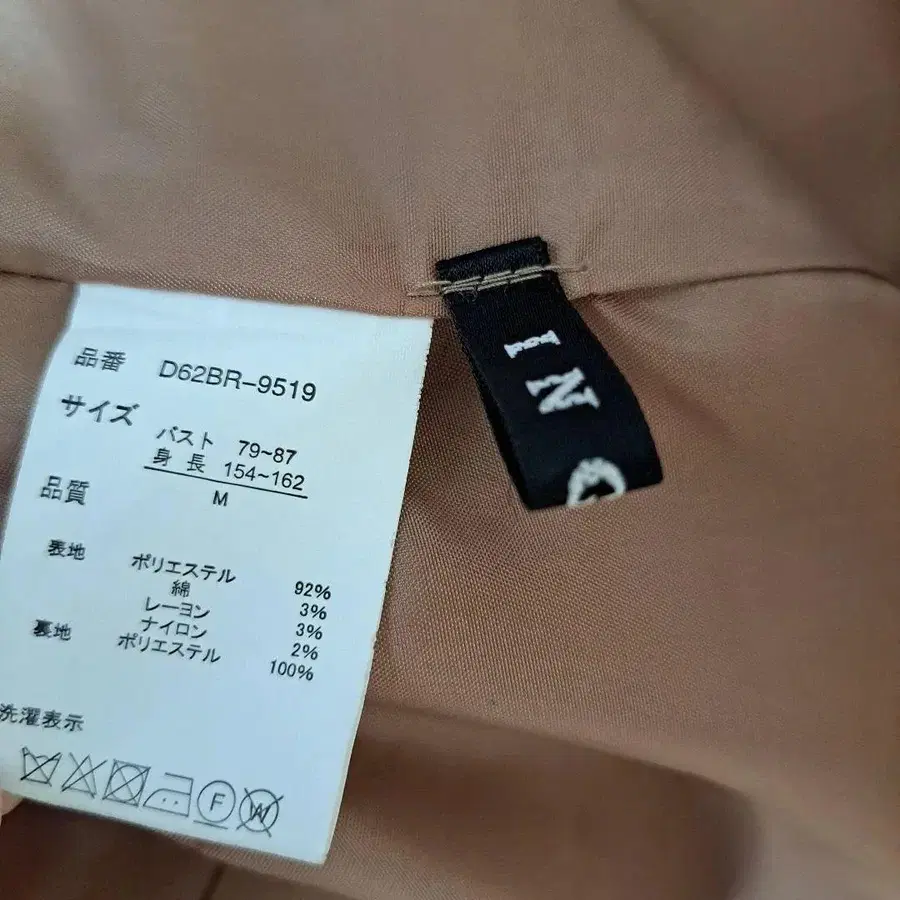 品番 D62BR-9519
サイズ
バスト 79~87
身長 154~162
M
品質
表地 ポリエステル 92%
綿 3%
レーヨン 3%
ナイロン 2%
裏地 ポリエステル 100%
洗濯表示
F
W
I N